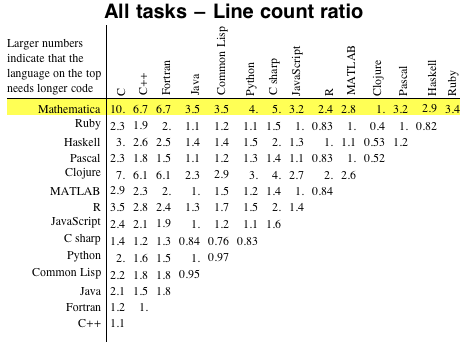 All tasks – Line count ratio
Larger numbers
indicate that the
language on the top
needs longer code
C C++ Fortran Java Common Lisp Python C sharp JavaScript R MATLAB Clojure Pascal Haskell Ruby
Mathematica 10. 6.7 6.7 3.5 3.5 4. 5. 3.2 2.4 2.8 1. 3.2 2.9 3.4
Ruby 2.3 1.9 2. 1.1 1.2 1.1 1.5 1. 0.83 1. 0.4 1. 0.82
Haskell 3. 2.6 2.5 1.4 1.4 1.5 2. 1.3 1. 1.1 0.53 1.2
Pascal 2.3 1.8 1.5 1.1 1.2 1.3 1.4 1.1 0.83 1. 0.52
Clojure 7. 6.1 6.1 2.3 2.9 3. 4. 2.7 2. 2.6
MATLAB 2.9 2.3 2. 1. 1.5 1.2 1.4 1. 0.84
R 3.5 2.8 2.4 1.3 1.7 1.5 2. 1.4
JavaScript 2.4 2.1 1.9 1. 1.2 1.1 1.6
C sharp 1.4 1.2 1.3 0.84 0.76 0.83
Python 2. 1.6 1.5 1. 0.97
Common Lisp 2.2 1.8 1.8 0.95
Java 2.1 1.5 1.8
Fortran 1.2 1.
C++ 1.1